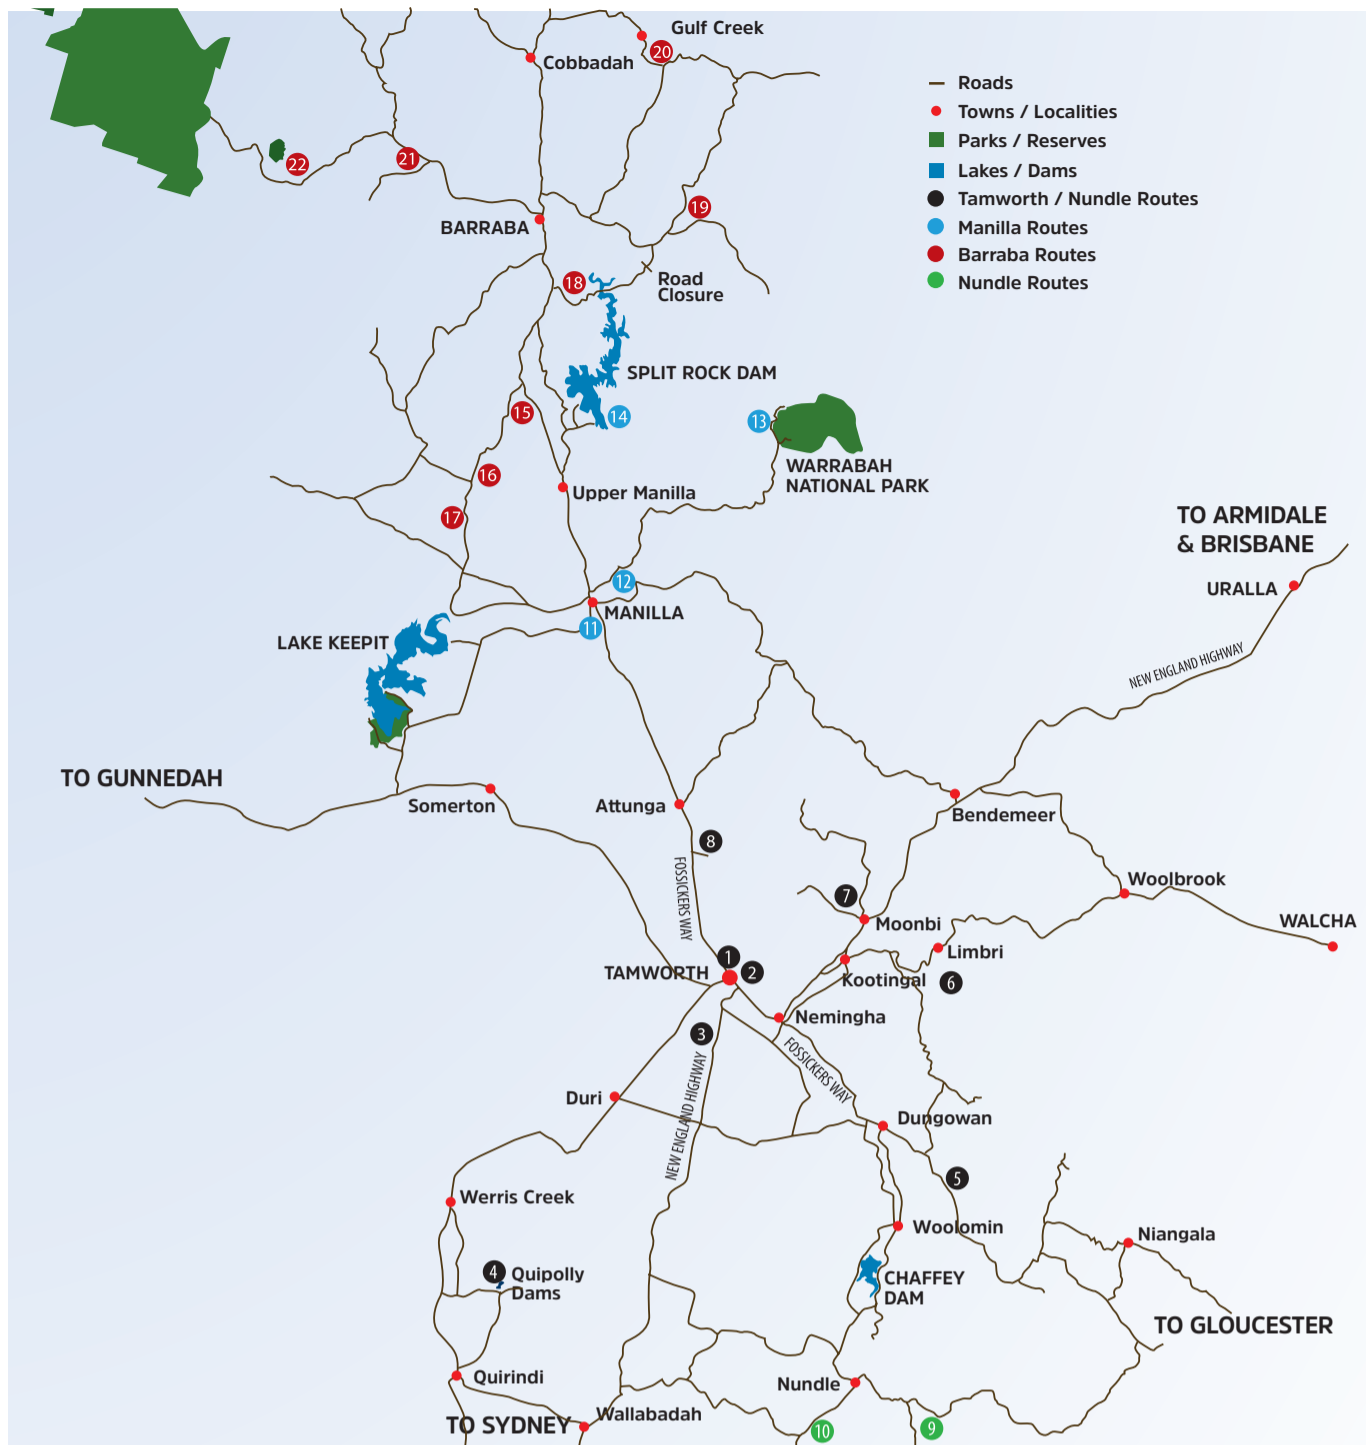 Gulf Creek
20
Cobbadah
Roads
Towns / Localities
Parks / Reserves
Lakes / Dams
Tamworth / Nundle Routes
Manilla Routes
Barraba Routes
Nundle Routes
22
21
19
BARRABA
18
Road
Closure
SPLIT ROCK DAM
15
14
13
WARRABAH
NATIONAL PARK
16
Upper Manilla
17
TO ARMIDALE
& BRISBANE
URALLA
12
MANILLA
11
LAKE KEEPIT
NEW ENGLAND HIGHWAY
TO GUNNEDAH
Somerton
Attunga
Bendemeer
8
FOSSICKERS WAY
7
Woolbrook
Moonbi
WALCHA
Limbri
1
TAMWORTH
2
Kootingal
6
Nemingha
3
FOSSICKERS WAY
NEW ENGLAND HIGHWAY
Duri
Dungowan
5
Werris Creek
Woolomin
Niangala
4
Quipolly
Dams
CHAFFEY
DAM
TO GLOUCESTER
Quirindi
Nundle
Wallabadah
TO SYDNEY
10
9